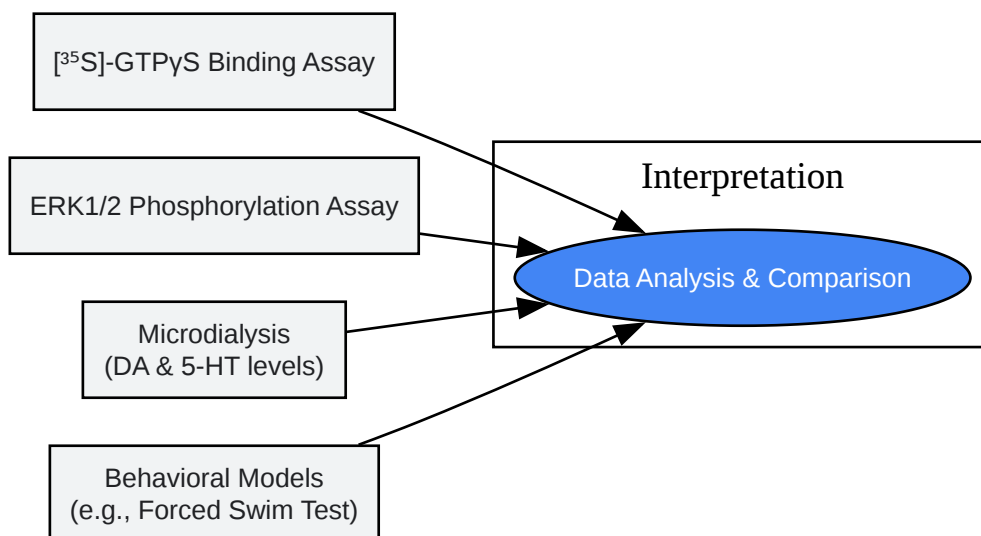 [³⁵S]-GTPγS Binding Assay
ERK1/2 Phosphorylation Assay
Microdialysis
(DA & 5-HT levels)
Behavioral Models
(e.g., Forced Swim Test)
Interpretation
Data Analysis & Comparison